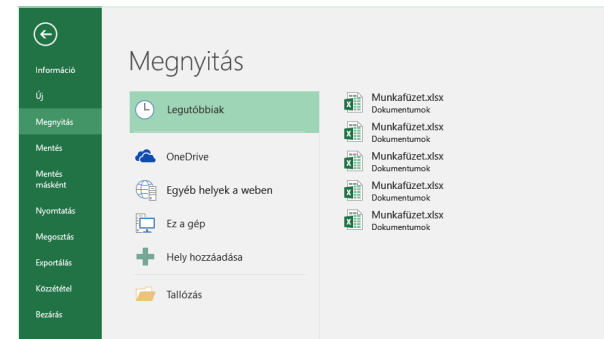 Információ
Új
Megnyitás
Mentés
Mentés
másként
Nyomtatás
Megosztás
Exportálás
Közzététel
Bezárás
Megnyitás
Legutóbbiak
OneDrive
Egyéb helyek a weben
Ez a gép
Hely hozzáadása
Tallózás
Munkafüzet.xlsx
Dokumentumok
Munkafüzet.xlsx
Dokumentumok
Munkafüzet.xlsx
Dokumentumok
Munkafüzet.xlsx
Dokumentumok
Munkafüzet.xlsx
Dokumentumok